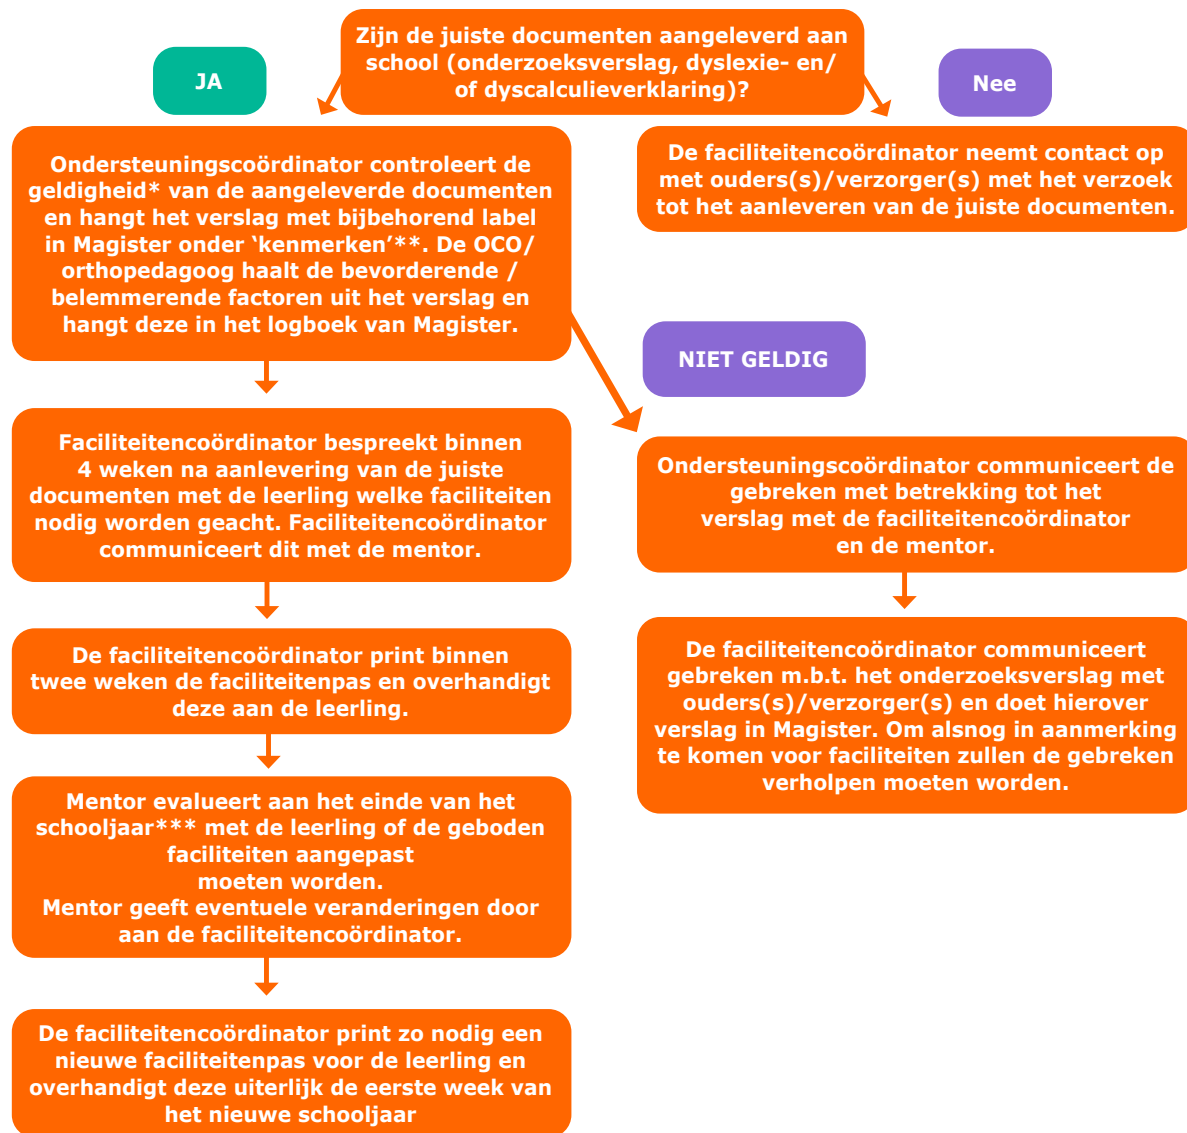 Zijn de juiste documenten aangeleverd aan
school (onderzoeksverslag, dyslexie- en/
of dyscalculieverklaring)?
JA
Nee
Ondersteuningscoördinator controleert de
geldigheid* van de aangeleverde documenten
en hangt het verslag met bijbehorend label
in Magister onder ‘kenmerken’**. De OCO/
orthopedagoog haalt de bevorderende /
belemmerende factoren uit het verslag en
hangt deze in het logboek van Magister.
De faciliteitencoördinator neemt contact op
met ouders(s)/verzorger(s) met het verzoek
tot het aanleveren van de juiste documenten.
NIET GELDIG
Faciliteitencoördinator bespreekt binnen
4 weken na aanlevering van de juiste
documenten met de leerling welke faciliteiten
nodig worden geacht. Faciliteitencoördinator
communiceert dit met de mentor.
Ondersteuningscoördinator communiceert de
gebreken met betrekking tot het
verslag met de faciliteitencoördinator
en de mentor.
De faciliteitencoördinator print binnen
twee weken de faciliteitenpas en overhandigt
deze aan de leerling.
De faciliteitencoördinator communiceert
gebreken m.b.t. het onderzoeksverslag met
ouders(s)/verzorger(s) en doet hierover
verslag in Magister. Om alsnog in aanmerking
te komen voor faciliteiten zullen de gebreken
verholpen moeten worden.
Mentor evalueert aan het einde van het
schooljaar*** met de leerling of de geboden
faciliteiten aangepast
moeten worden.
Mentor geeft eventuele veranderingen door
aan de faciliteitencoördinator.
De faciliteitencoördinator print zo nodig een
nieuwe faciliteitenpas voor de leerling en
overhandigt deze uiterlijk de eerste week van
het nieuwe schooljaar